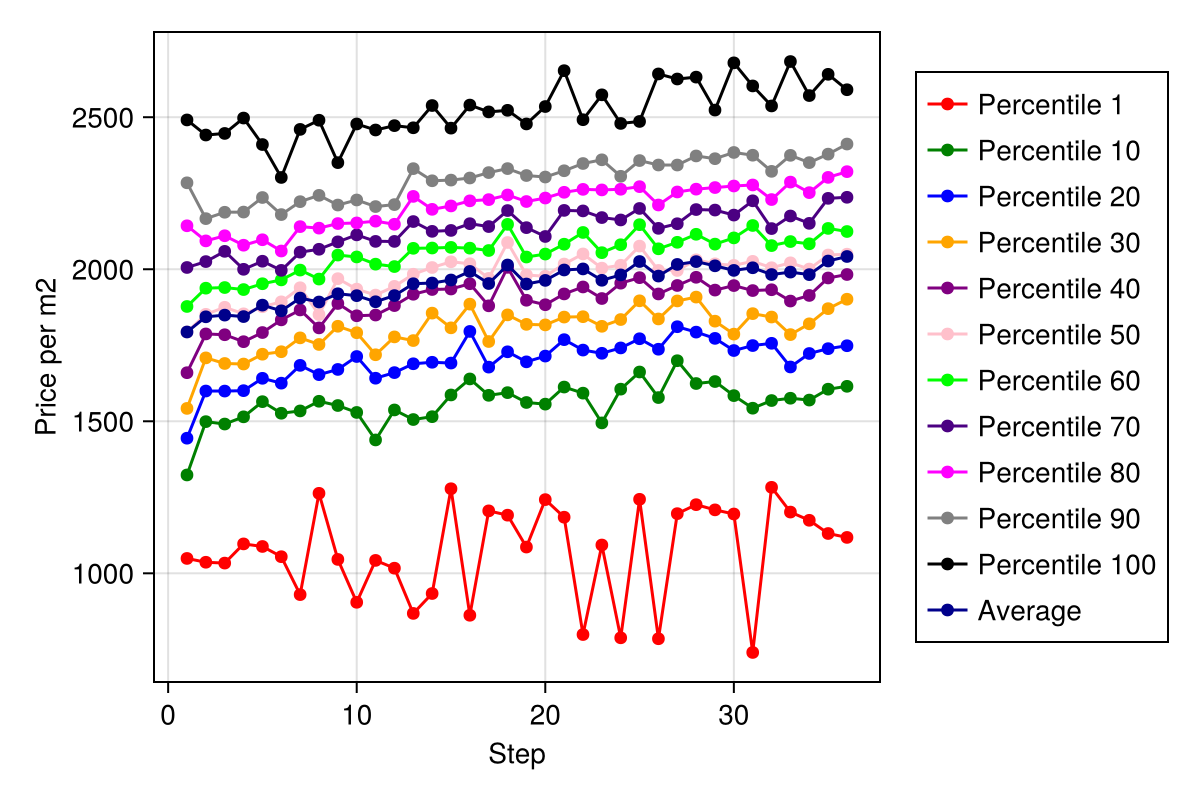 2500
2000
1500
1000
Price per m2
0 10 20 30
Step
Percentile 1
Percentile 10
Percentile 20
Percentile 30
Percentile 40
Percentile 50
Percentile 60
Percentile 70
Percentile 80
Percentile 90
Percentile 100
Average